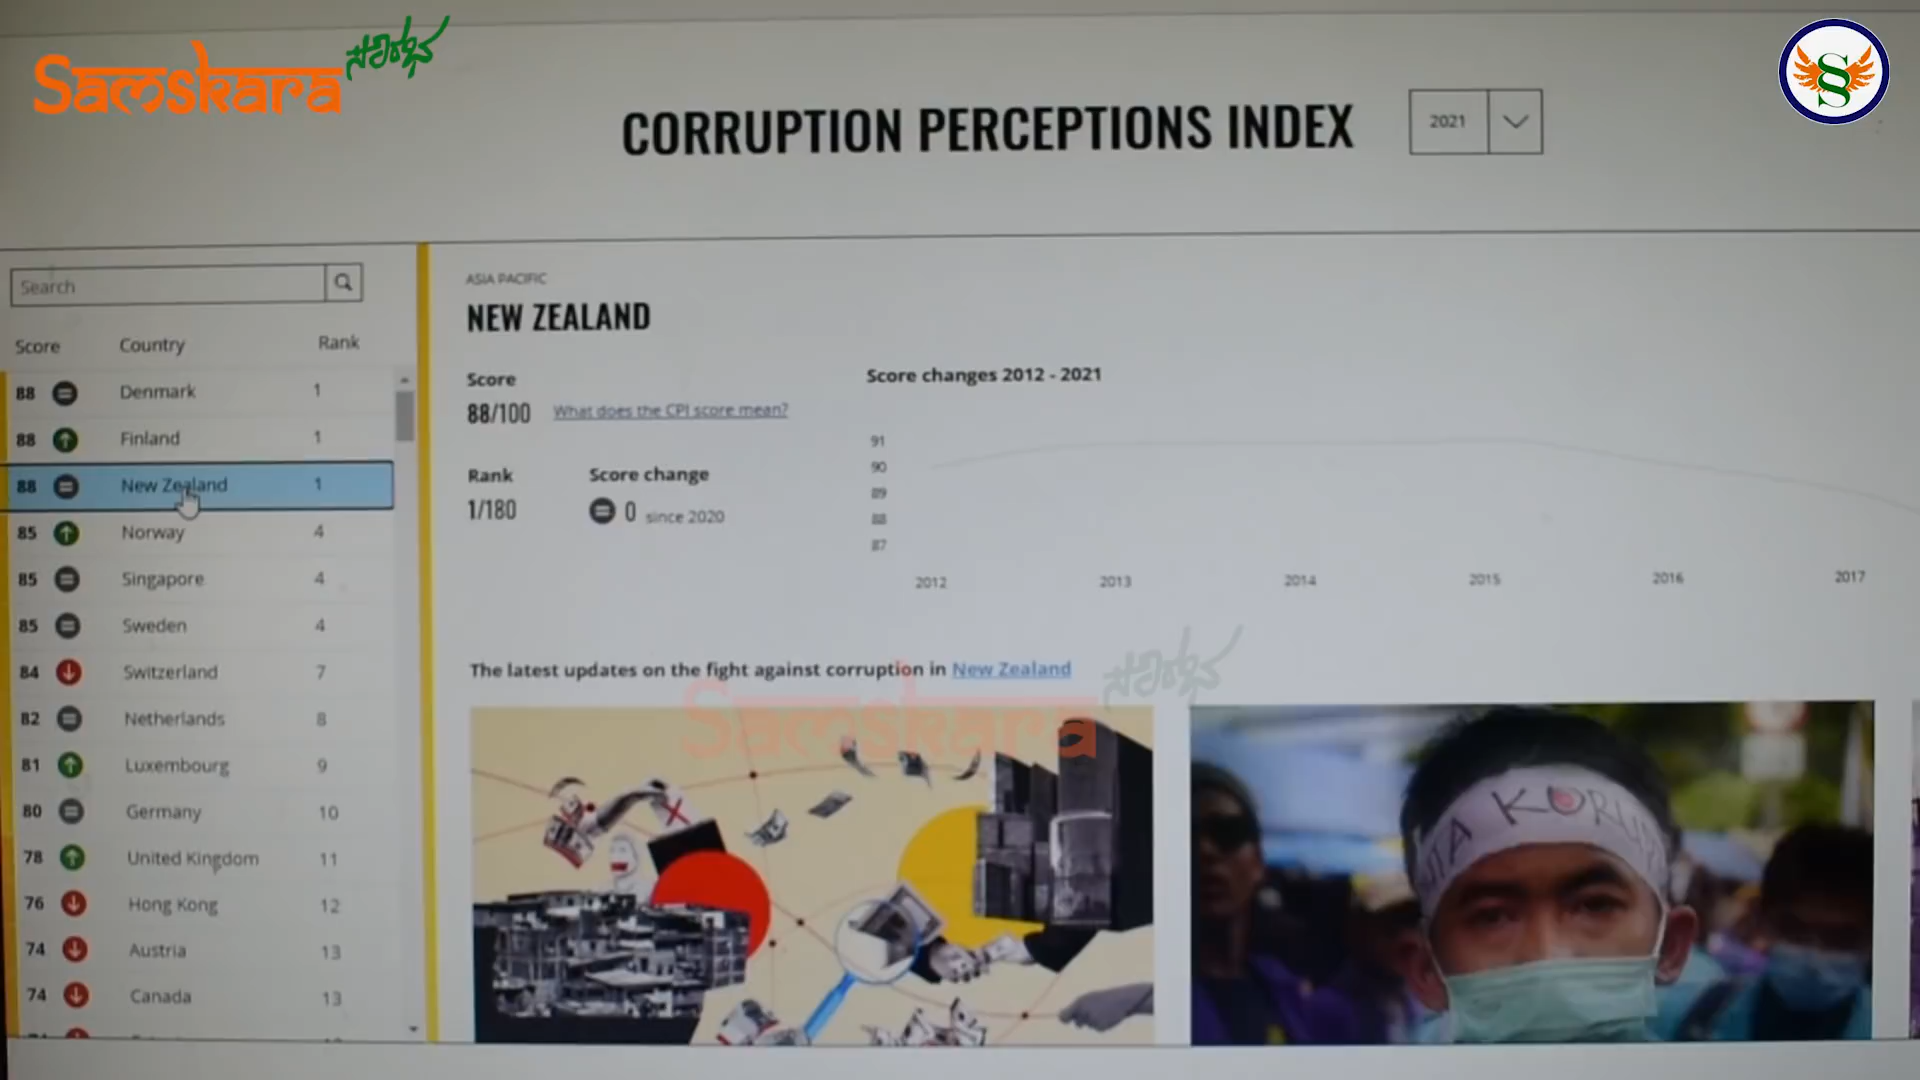 Samskara ಸಂಸ್ಕಾರ
CORRUPTION PERCEPTIONS INDEX
2021
S
Search
Score Country Rank
88 Denmark 1
88 Finland 1
88 New Zealand 1
85 Norway 4
85 Singapore 4
85 Sweden 4
84 Switzerland 7
82 Netherlands 8
81 Luxembourg 9
80 Germany 10
78 United Kingdom 11
76 Hong Kong 12
74 Austria 13
74 Canada 13
ASIA PACIFIC
NEW ZEALAND
Score
88/100 What does the CPI score mean?
Rank Score change
1/180 0 since 2020
Score changes 2012 - 2021
91
90
89
88
87
2012 2013 2014 2015 2016 2017
The latest updates on the fight against corruption in New Zealand
Samskara